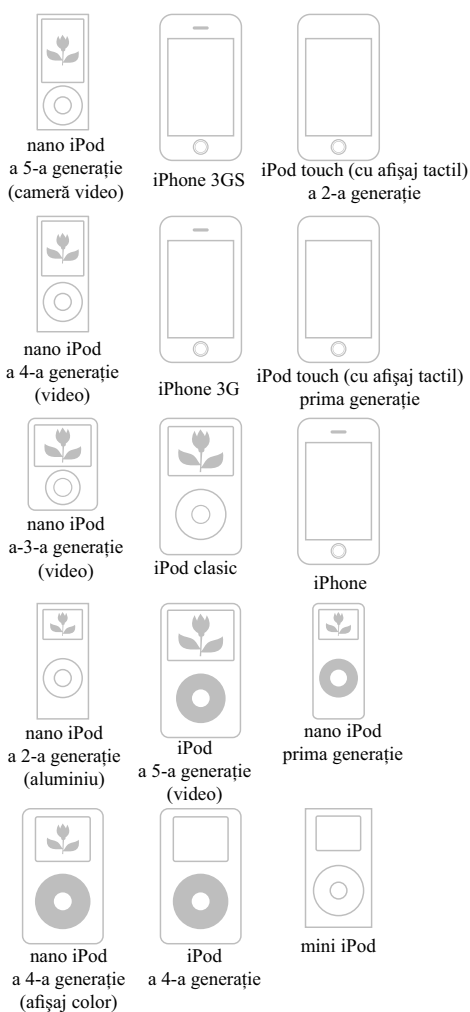 nano iPod
a 5-a generație
(cameră video)
iPhone 3GS
iPod touch (cu afişaj tactil)
a 2-a generație
nano iPod
a 4-a generație
(video)
iPhone 3G
iPod touch (cu afişaj tactil)
prima generație
nano iPod
a-3-a generație
(video)
iPod clasic
iPhone
nano iPod
a 2-a generație
(aluminiu)
iPod
a 5-a generație
(video)
nano iPod
prima generație
nano iPod
a 4-a generație
(afişaj color)
iPod
a 4-a generație
mini iPod